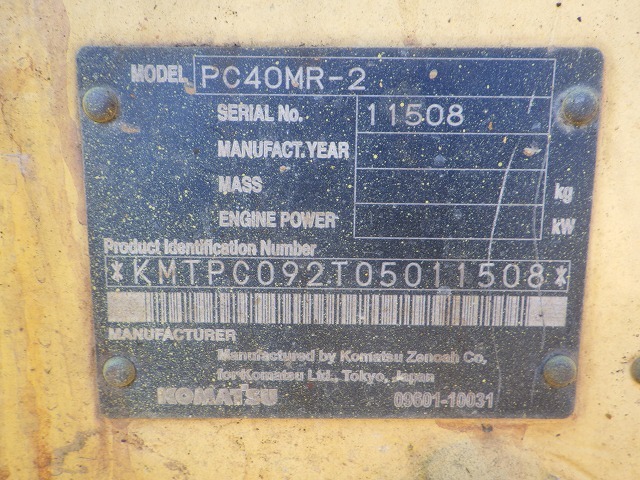 MODEL PC40MR-2
SERIAL No. 11508
MANUFACT. YEAR
MASS kg
ENGINE POWER kW
Product Identification Number
*KMTPC092T05011508*
MANUFACTURER
Manufactured by Komatsu Zenoah Co,
for Komatsu Ltd., Tokyo, Japan
KOMATSU 09601-10031